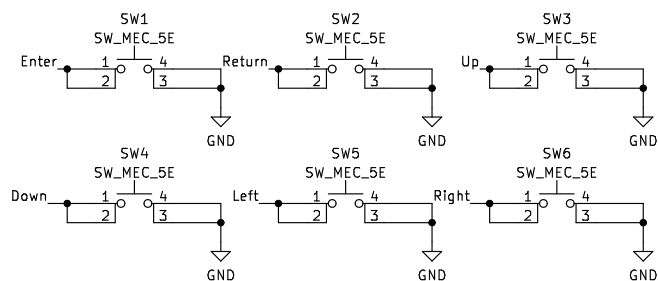 SW1
SW_MEC_5E
Enter
1
4
2
3
GND
SW2
SW_MEC_5E
Return
1
4
2
3
GND
SW3
SW_MEC_5E
Up
1
4
2
3
GND
SW4
SW_MEC_5E
Down
1
4
2
3
GND
SW5
SW_MEC_5E
Left
1
4
2
3
GND
SW6
SW_MEC_5E
Right
1
4
2
3
GND